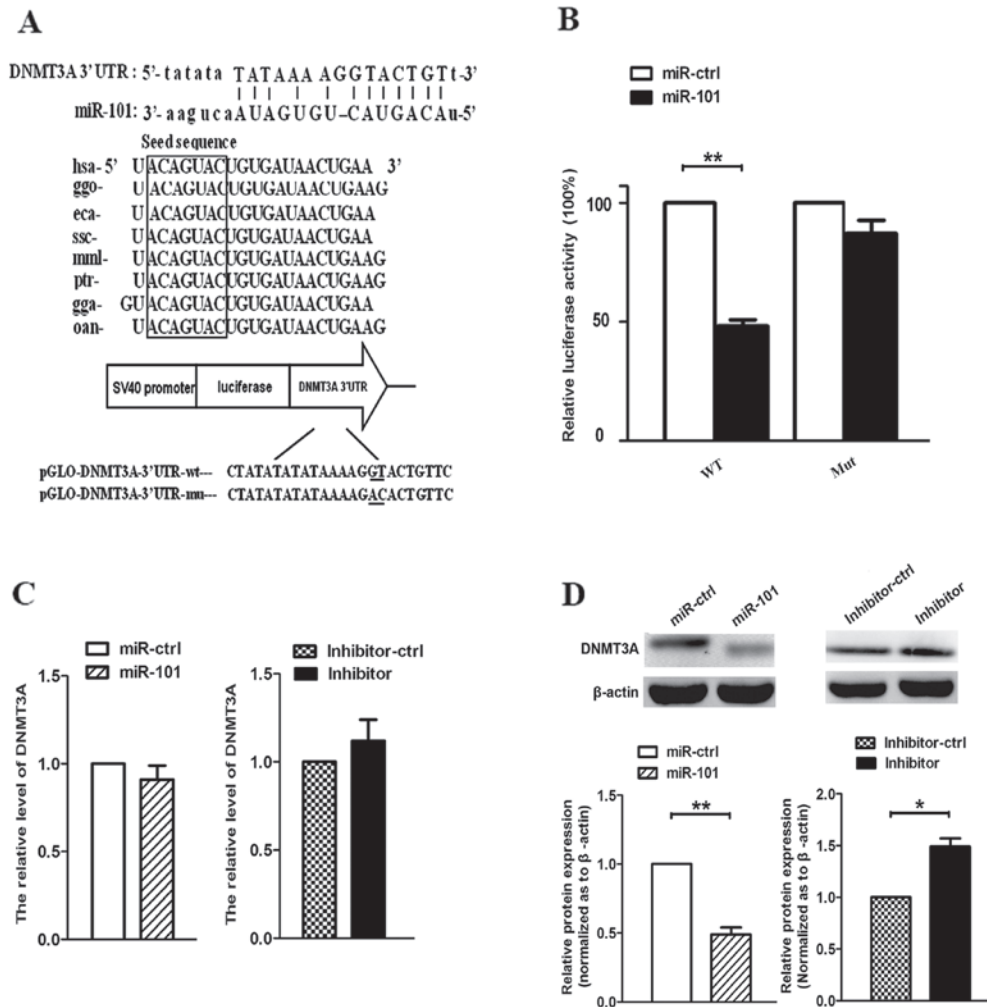 A
DNMT3A 3'UTR: 5'- tatata TATAAA AGGTACTGTt-3'
miR-101: 3'- aagucaAUAGUGU-CAUGACAu-5'
Seed sequence
hsa- 5' UACAGUACUGUGAUAACUGAA 3'
ggo- UACAGUACUGUGAUAACUGAAG
eca- UACAGUACUGUGAUAACUGAA
ssc- UACAGUACUGUGAUAACUGAA
mml- UACAGUACUGUGAUAACUGAAG
ptr- UACAGUACUGUGAUAACUGAAG
gga- GUACAGUACUGUGAUAACUGAA
oan- UACAGUACUGUGAUAACUGAAG
SV40 promoter luciferase DNMT3A 3'UTR
pGLO-DNMT3A-3'UTR-wt--- CTATATATATAAAAGGTACTGTTC
pGLO-DNMT3A-3'UTR-mu--- CTATATATATAAAAGACACTGTTC
B
miR-ctrl
miR-101
**
Relative luciferase activity (100%)
100
50
0
WT Mut
C
miR-ctrl
miR-101
The relative level of DNMT3A
1.5
1.0
0.5
0.0
Inhibitor-ctrl
Inhibitor
The relative level of DNMT3A
1.5
1.0
0.5
0.0
D
miR-ctrl miR-101 Inhibitor-ctrl Inhibitor
DNMT3A
β-actin
miR-ctrl
miR-101
**
Relative protein expression
(normalized as to β -actin)
1.5
1.0
0.5
0.0
Inhibitor-ctrl
Inhibitor
*
Relative protein expression
(Normalized as to β -actin)
2.0
1.5
1.0
0.5
0.0